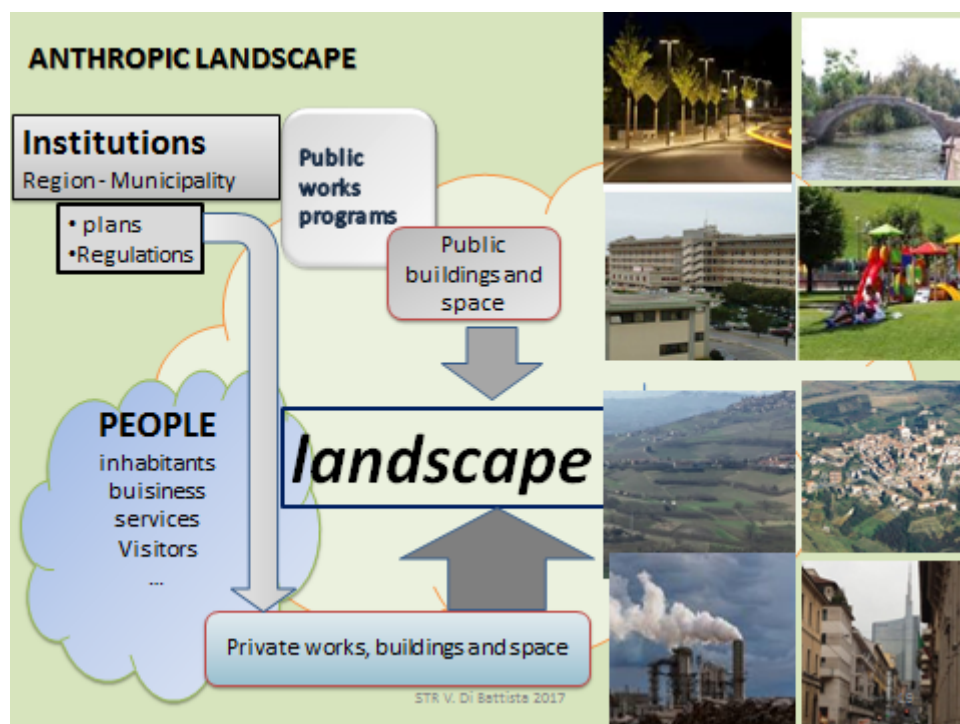 ANTHROPIC LANDSCAPE
Institutions
Region - Municipality
• plans
•Regulations
Public
works
programs
Public
buildings and
space
PEOPLE
inhabitants
buisiness
services
Visitors
...
landscape
Private works, buildings and space
STR V. Di Battista 2017